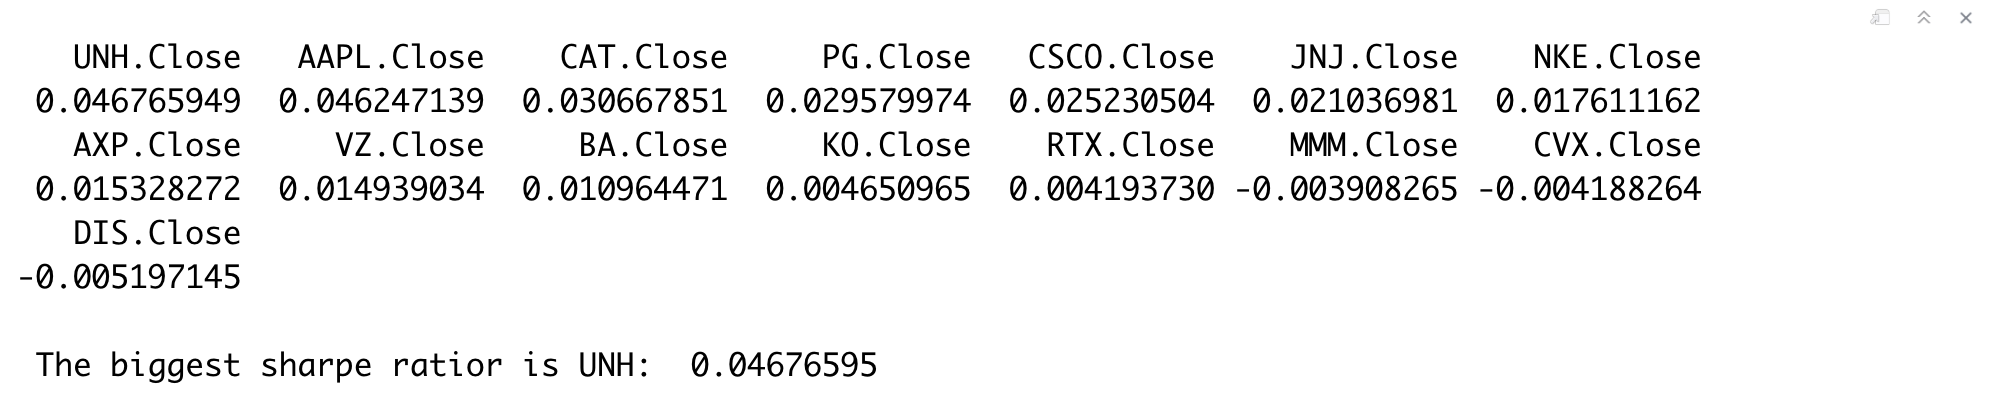 UNH.Close AAPL.Close CAT.Close PG.Close CSCO.Close JNJ.Close NKE.Close
0.046765949 0.046247139 0.030667851 0.029579974 0.025230504 0.021036981 0.017611162
AXP.Close VZ.Close BA.Close KO.Close RTX.Close MMM.Close CVX.Close
0.015328272 0.014939034 0.010964471 0.004650965 0.004193730 -0.003908265 -0.004188264
DIS.Close
-0.005197145
The biggest sharpe ratior is UNH: 0.04676595